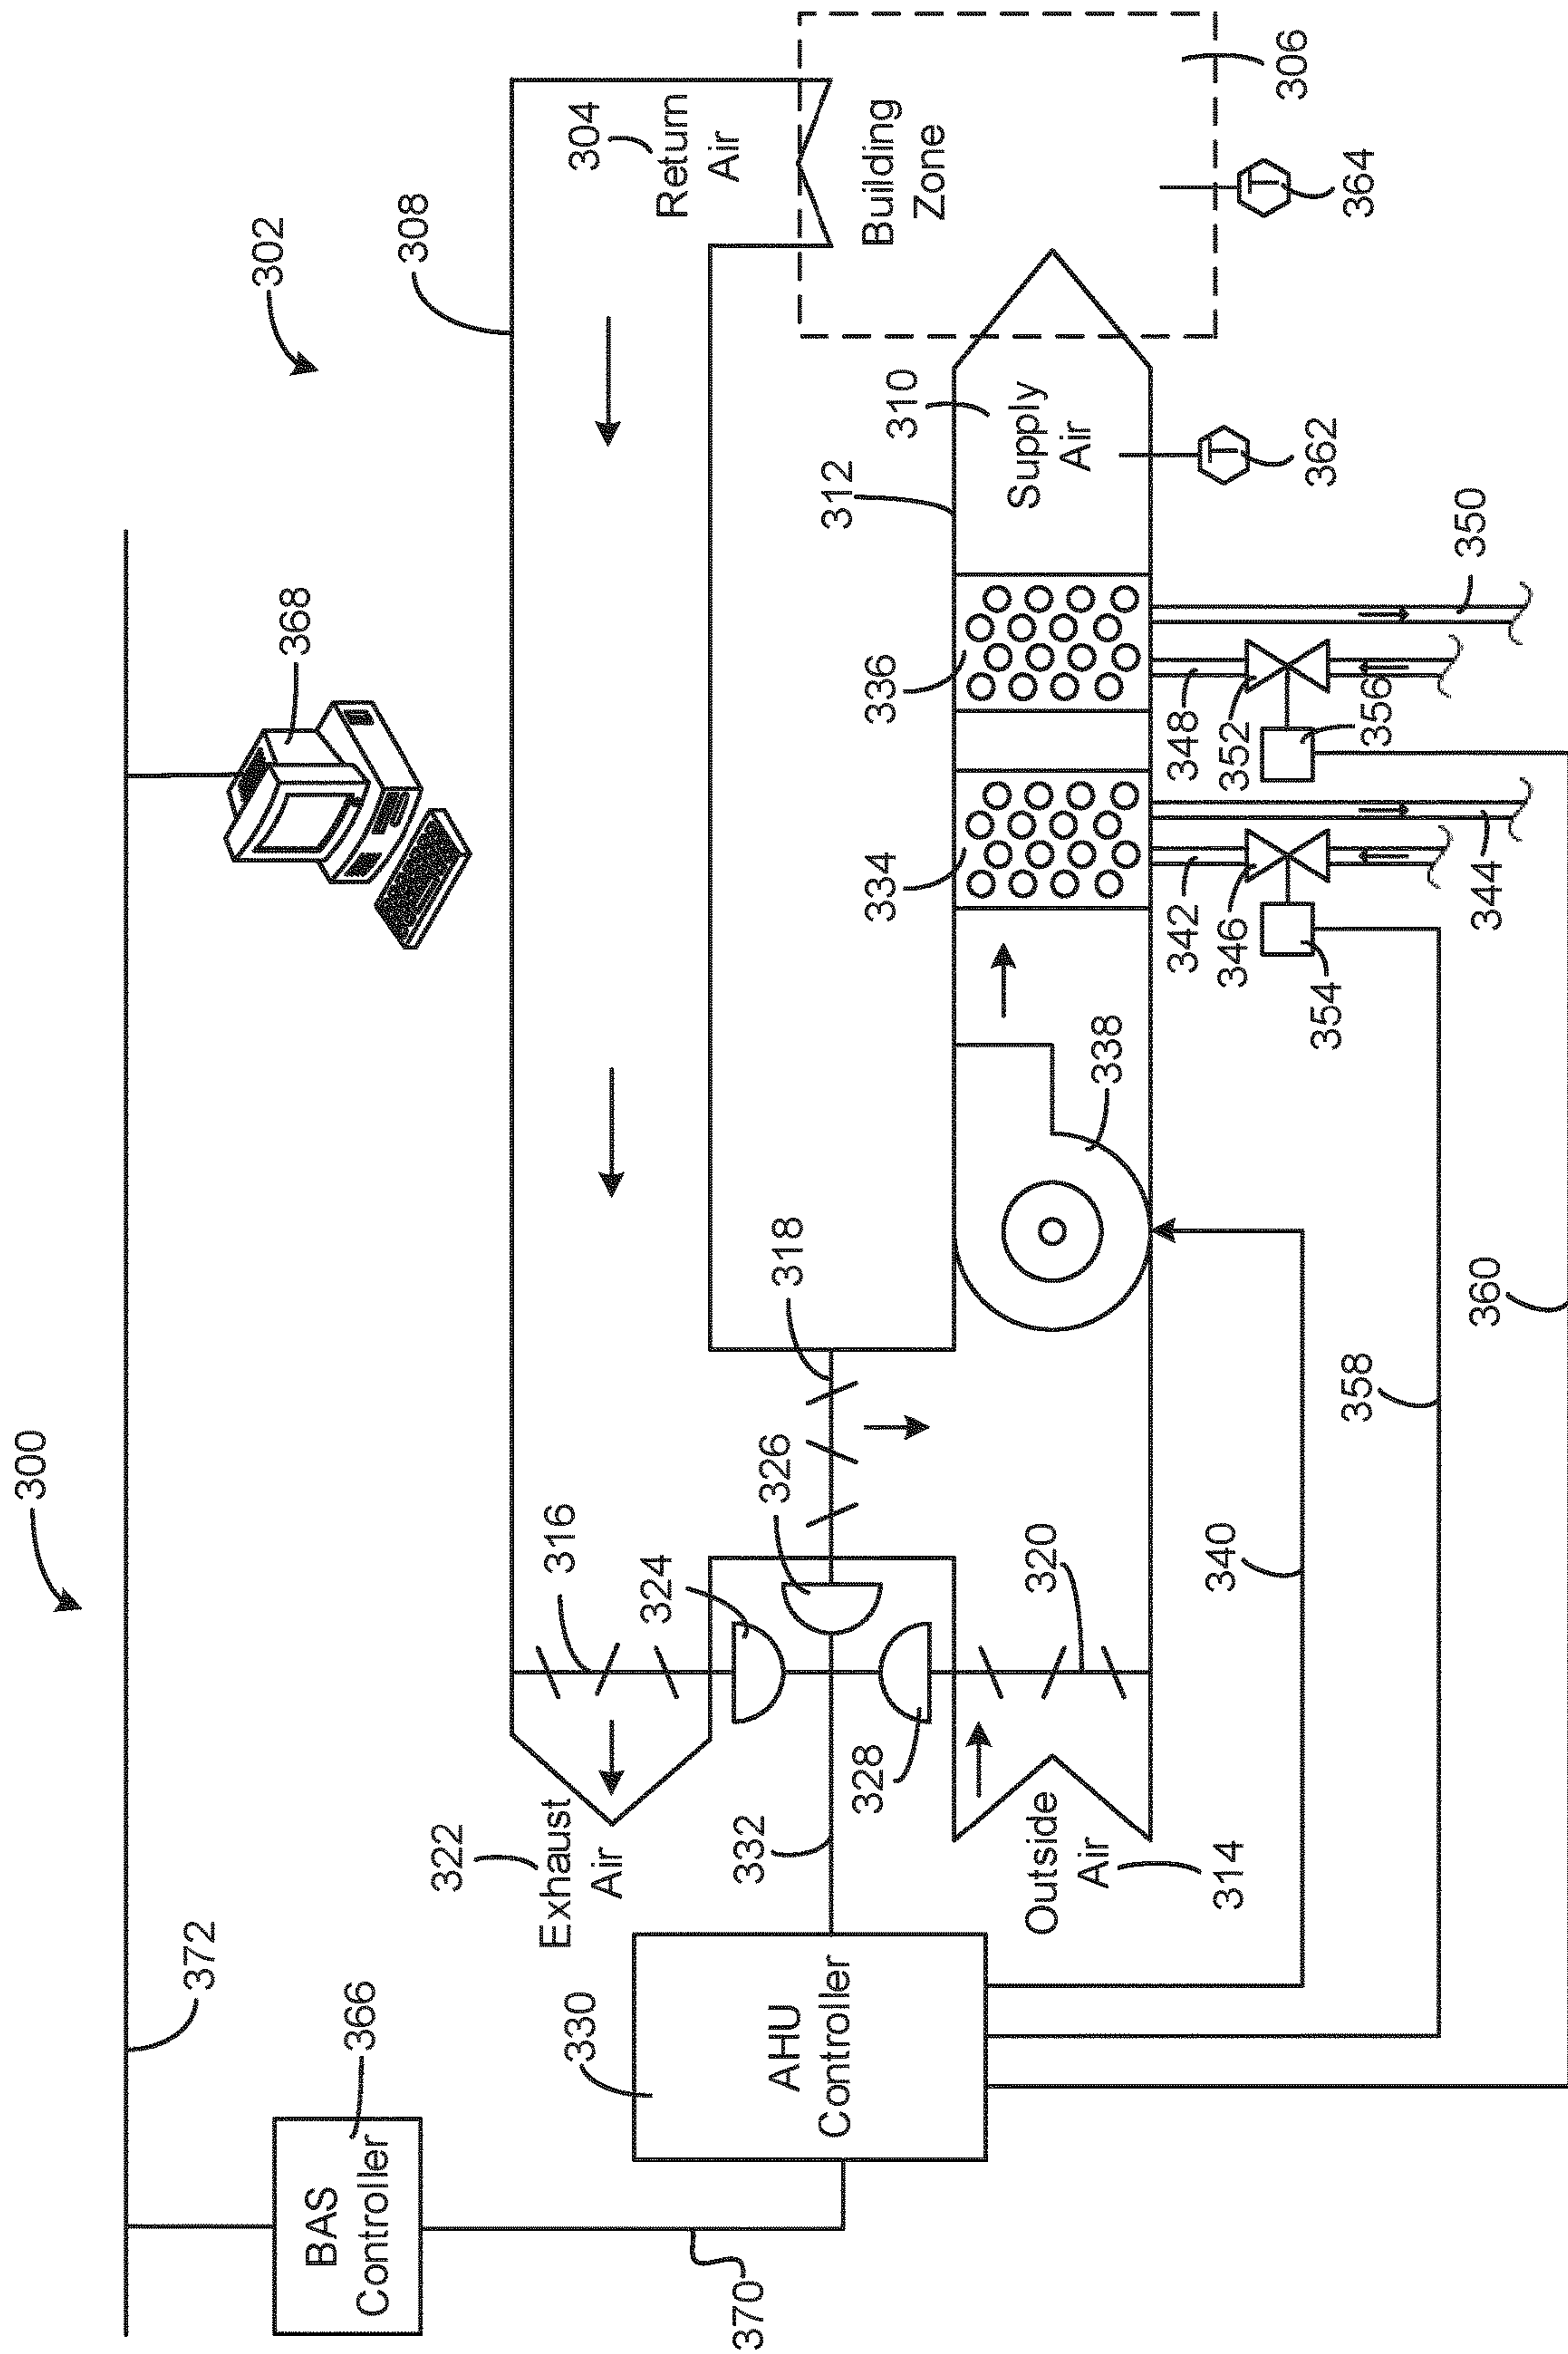 300
372
302
368
BAS
Controller
366
308
322
Exhaust
Air
316
304
Return
Air
330
AHU
Controller
324
332
370
326
318
312
328
334
336
310
Building
Zone
Outside
Air
Supply
Air
320
338
342
348
314
340
346
352
T
362
T
364
306
354
356
358
344
350
360